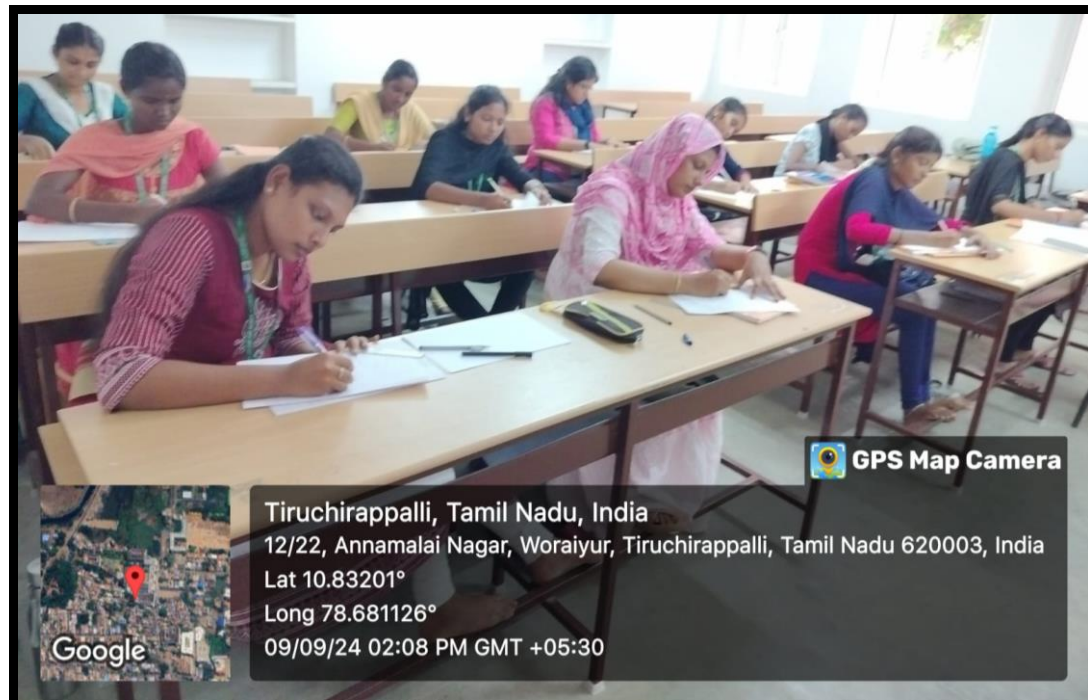 GPS Map Camera
Tiruchirappalli, Tamil Nadu, India
12/22, Annamalai Nagar, Woraiyur, Tiruchirappalli, Tamil Nadu 620003, India
Lat 10.83201°
Long 78.681126°
09/09/24 02:08 PM GMT +05:30
Google